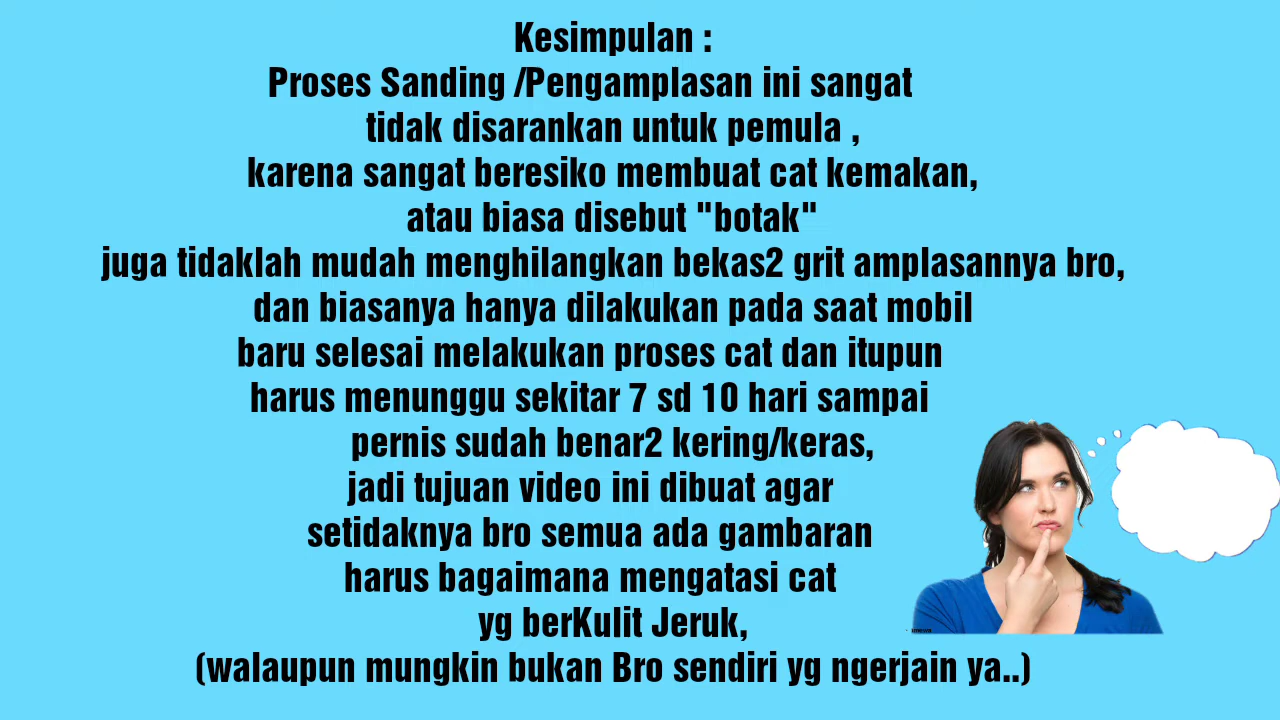 Kesimpulan :
Proses Sanding /Pengamplasan ini sangat
tidak disarankan untuk pemula ,
karena sangat beresiko membuat cat kemakan,
atau biasa disebut "botak"
juga tidaklah mudah menghilangkan bekas2 grit amplasannya bro,
dan biasanya hanya dilakukan pada saat mobil
baru selesai melakukan proses cat dan itupun
harus menunggu sekitar 7 sd 10 hari sampai
pernis sudah benar2 kering/keras,
jadi tujuan video ini dibuat agar
setidaknya bro semua ada gambaran
harus bagaimana mengatasi cat
yg berKulit Jeruk,
(walaupun mungkin bukan Bro sendiri yg ngerjain ya..)